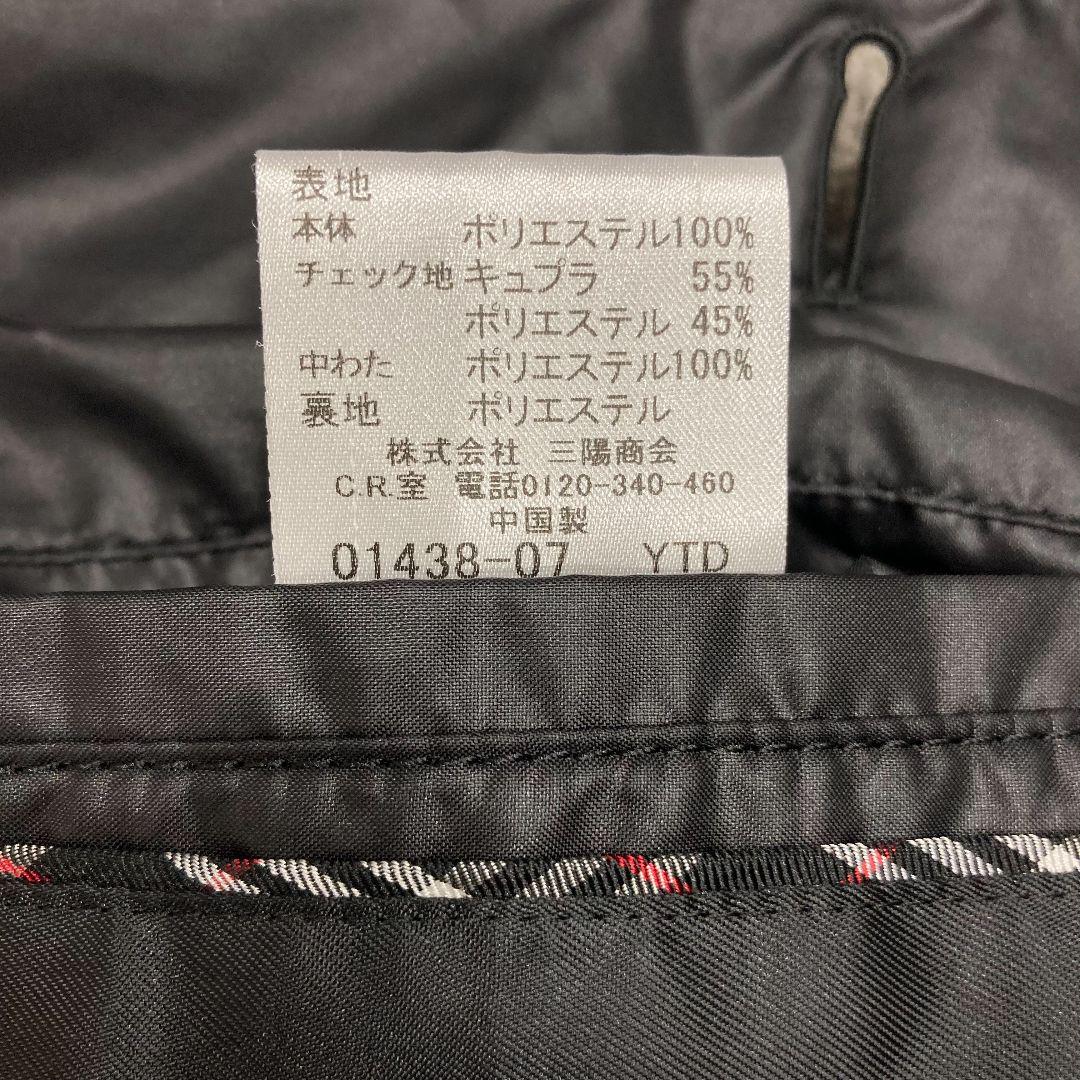 表地
本体 ポリエステル100%
チェック地 キュプラ 55%
ポリエステル 45%
中わた ポリエステル100%
裏地 ポリエステル
株式会社 三陽商会
C.R.室 電話0120-340-460
中国製
01438-07 YTD